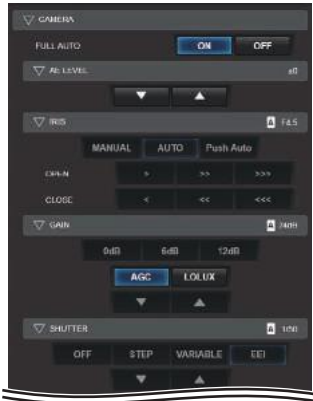 ▽ CAMERA
FULL AUTO ON OFF
▽ AE LEVEL ±0
▼ ▲
▽ IRIS A F4.5
MANUAL AUTO Push Auto
OPEN > >> >>>
CLOSE < << <<<
▽ GAIN A 24dB
0dB 6dB 12dB
AGC LOLUX
▼ ▲
▽ SHUTTER A 1/50
OFF STEP VARIABLE EEI
▼ ▲